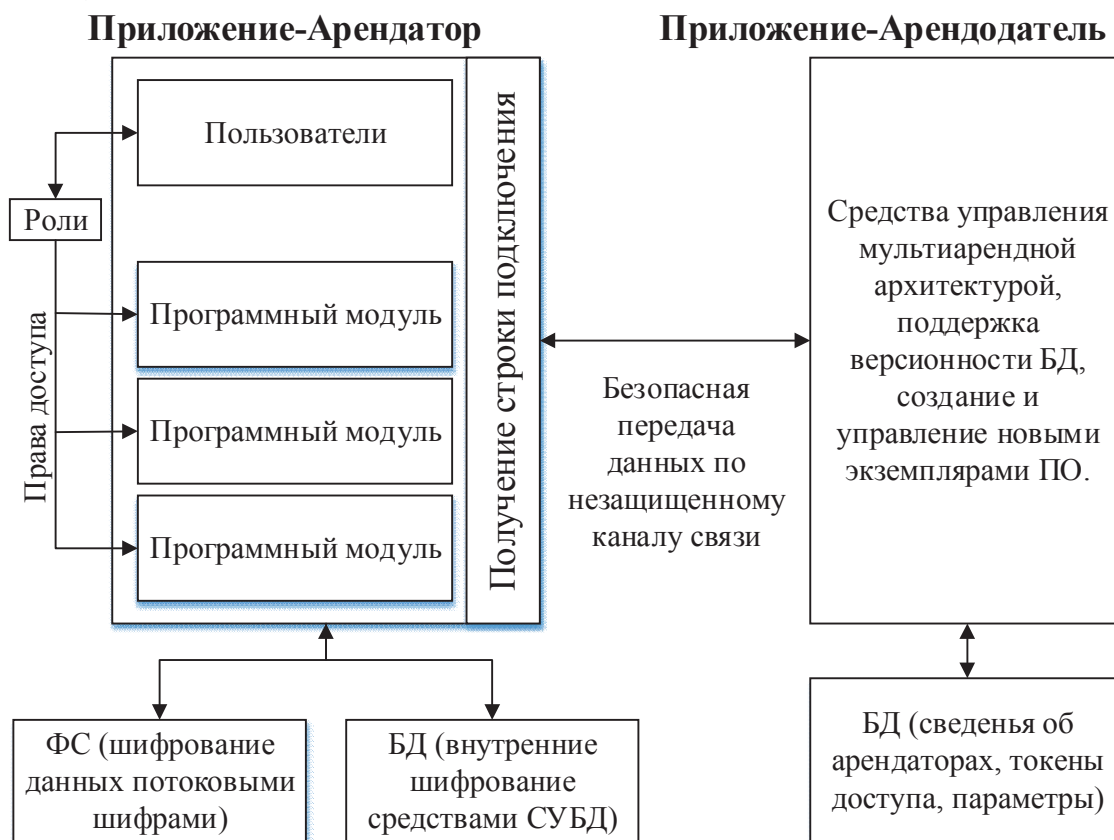 Приложение-Арендатор
Приложение-Арендодатель
Пользователи
Роли
Права доступа
Программный модуль
Программный модуль
Программный модуль
Получение строки подключения
Безопасная
передача
данных по
незащищенному
каналу связи
Средства управления
мультиарендной
архитектурой,
поддержка
версионности БД,
создание и
управление новыми
экземплярами ПО.
ФС (шифрование
данных потоковыми
шифрами)
БД (внутренние
шифрование
средствами СУБД)
БД (сведенья об
арендаторах, токены
доступа, параметры)